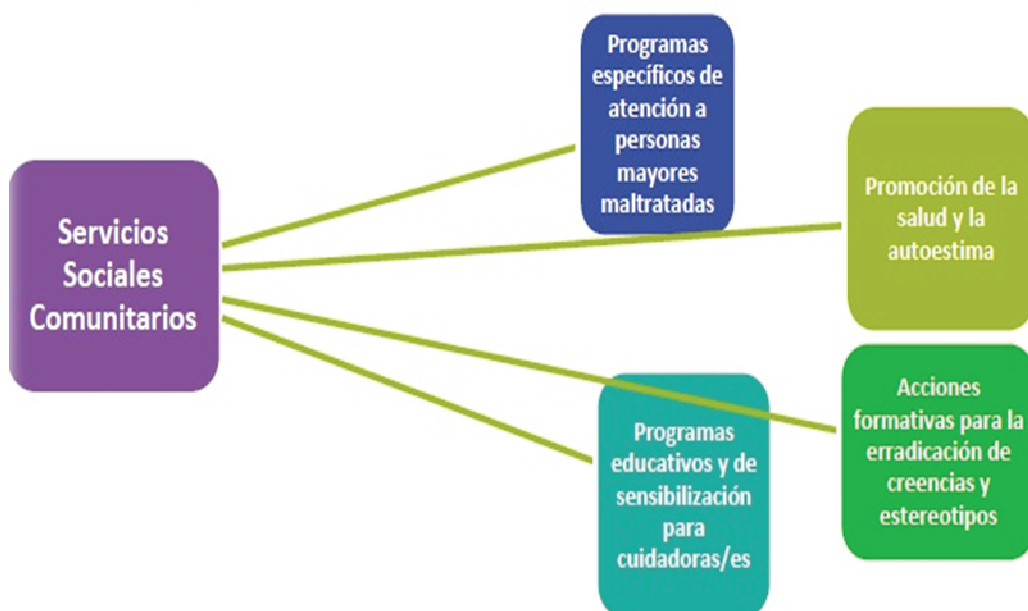 Servicios
Sociales
Comunitarios
Programas
específicos de
atención a
personas
mayores
maltratadas
Promoción de la
salud y la
autoestima
Programas
educativos y de
sensibilización
para
cuidadoras/es
Acciones
formativas para la
erradicación de
creencias y
estereotipos